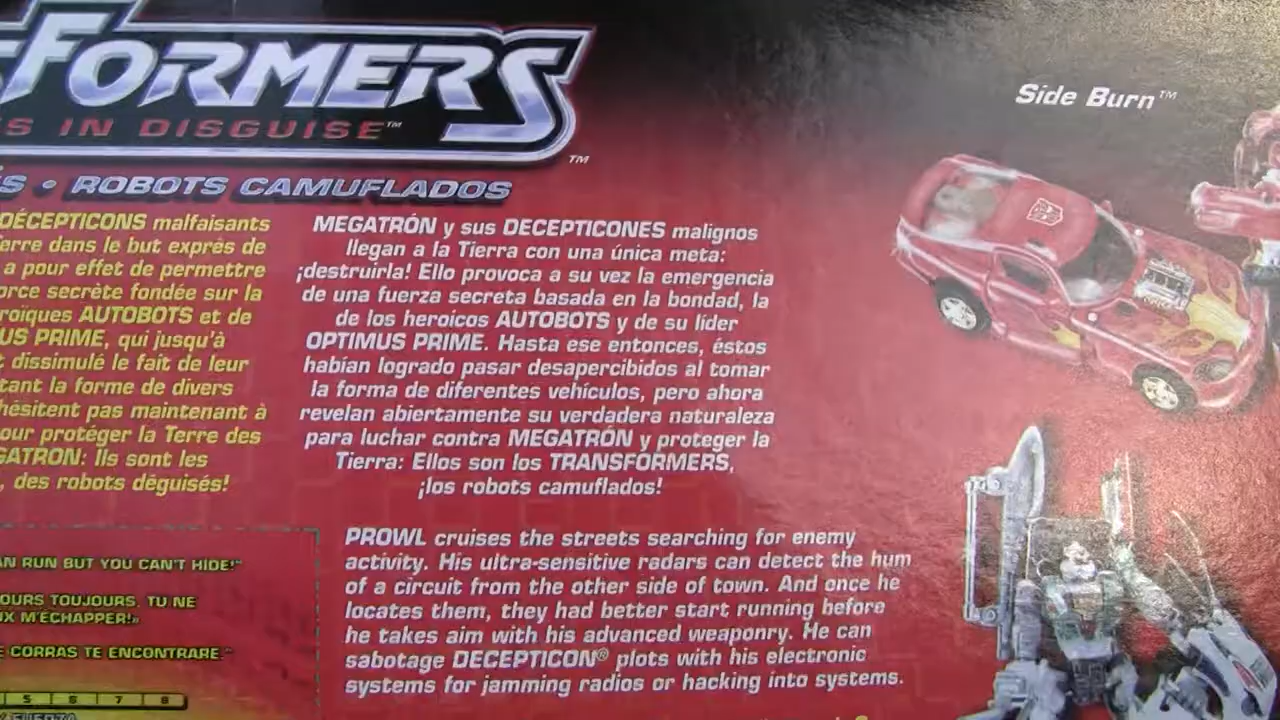 FORMERS
IN DISGUISE™
™
• ROBOTS CAMUFLADOS
Side Burn™
DÉCEPTICONS malfaisants
Terre dans le but exprès de
a pour effet de permettre
orce secrète fondée sur la
roïques AUTOBOTS et de
US PRIME, qui jusqu'à
t dissimulé le fait de leur
tant la forme de divers
hésitent pas maintenant à
our protéger la Terre des
GATRON: Ils sont les
, des robots déguisés!
MEGATRÓN y sus DECEPTICONES malignos
llegan a la Tierra con una única meta:
¡destruirla! Ello provoca a su vez la emergencia
de una fuerza secreta basada en la bondad, la
de los heroicos AUTOBOTS y de su líder
OPTIMUS PRIME. Hasta ese entonces, éstos
habían logrado pasar desapercibidos al tomar
la forma de diferentes vehículos, pero ahora
revelan abiertamente su verdadera naturaleza
para luchar contra MEGATRÓN y proteger la
Tierra: Ellos son los TRANSFORMERS,
¡los robots camuflados!
AN RUN BUT YOU CAN'T HIDE!"
OURS TOUJOURS, TU NE
UX M'ÉCHAPPER!»
E CORRAS TE ENCONTRARE."
5 6 7 8
PROWL cruises the streets searching for enemy
activity. His ultra-sensitive radars can detect the hum
of a circuit from the other side of town. And once he
locates them, they had better start running before
he takes aim with his advanced weaponry. He can
sabotage DECEPTICON® plots with his electronic
systems for jamming radios or hacking into systems.